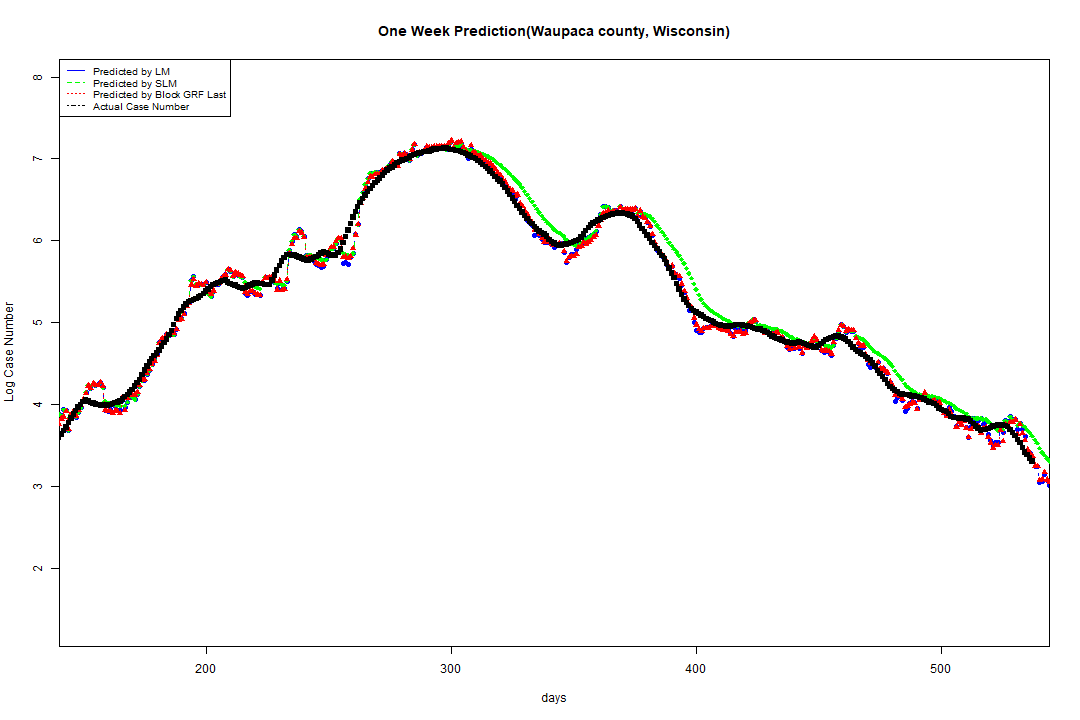 One Week Prediction(Waupaca county, Wisconsin)
Predicted by LM
Predicted by SLM
Predicted by Block GRF Last
Actual Case Number
8
7
6
5
4
3
2
Log Case Number
200 300 400 500
days